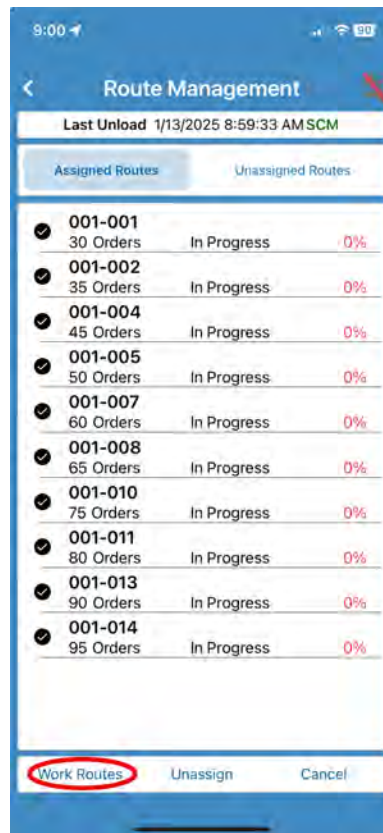 9:00 90
Route Management
Last Unload 1/13/2025 8:59:33 AM SCM
Assigned Routes Unassigned Routes
001-001
30 Orders In Progress 0%
001-002
35 Orders In Progress 0%
001-004
45 Orders In Progress 0%
001-005
50 Orders In Progress 0%
001-007
60 Orders In Progress 0%
001-008
65 Orders In Progress 0%
001-010
75 Orders In Progress 0%
001-011
80 Orders In Progress 0%
001-013
90 Orders In Progress 0%
001-014
95 Orders In Progress 0%
Work Routes Unassign Cancel